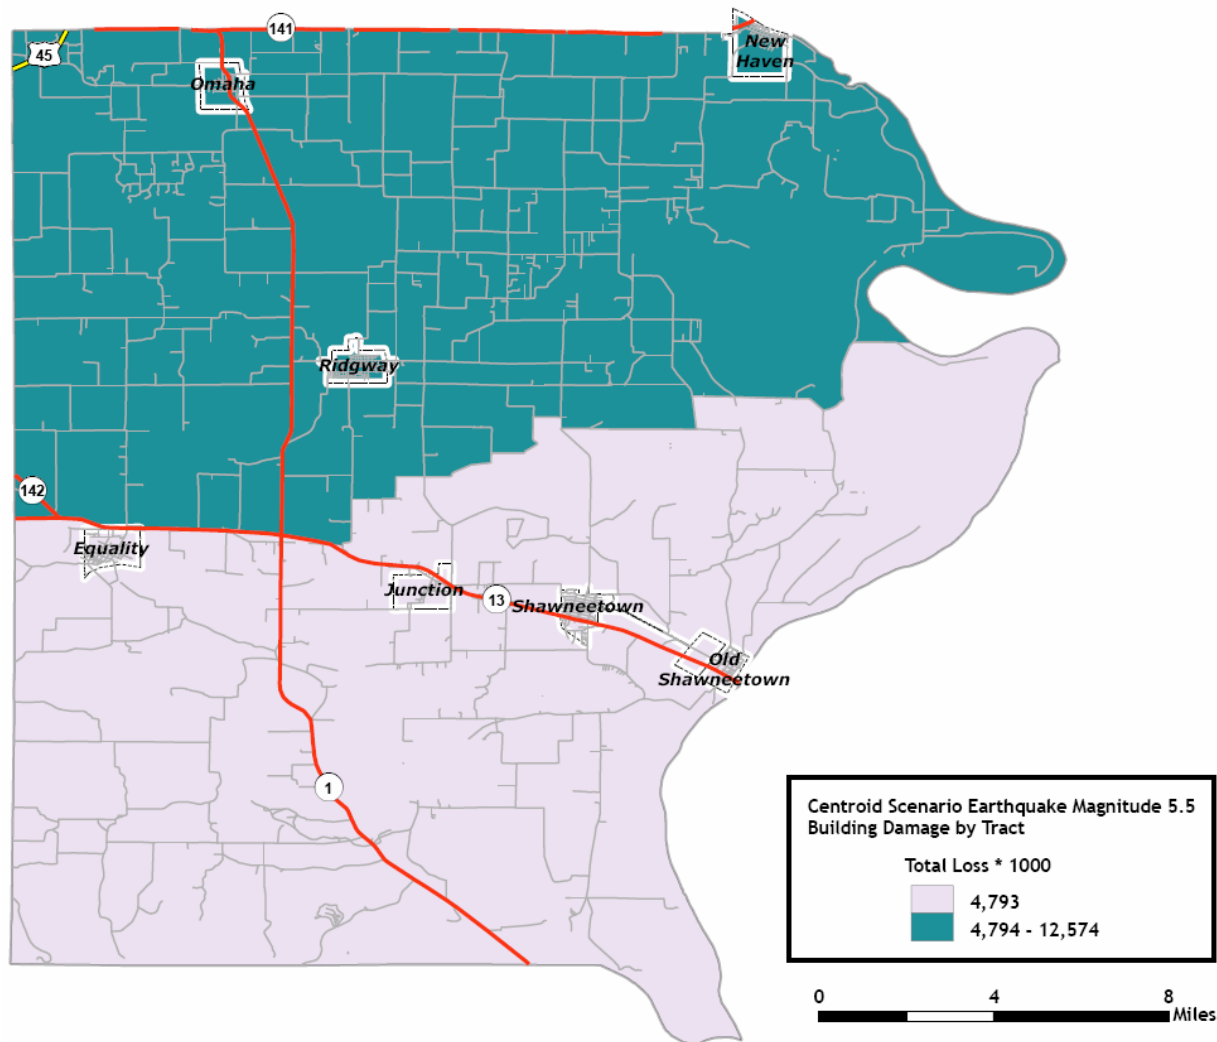 141
45
New
Haven
Omaha
Ridgway
142
Equality
Junction
13
Shawneetown
Old
Shawneetown
1
Centroid Scenario Earthquake Magnitude 5.5
Building Damage by Tract
Total Loss * 1000
4,793
4,794 - 12,574
0 4 8
Miles